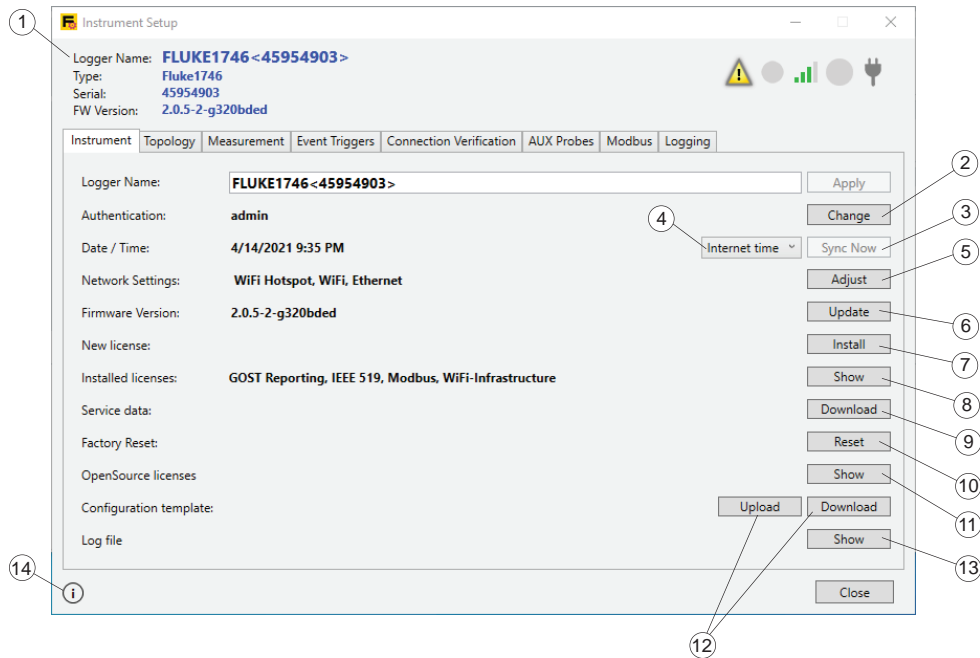 1
Instrument Setup
Logger Name: FLUKE1746<45954903>
Type: Fluke1746
Serial: 45954903
FW Version: 2.0.5-2-g320bded
Instrument Topology Measurement Event Triggers Connection Verification AUX Probes Modbus Logging
Logger Name: FLUKE1746<45954903> Apply 2
Authentication: admin Change 3
4
Date / Time: 4/14/2021 9:35 PM Internet time Sync Now 5
Network Settings: WiFi Hotspot, WiFi, Ethernet Adjust
Firmware Version: 2.0.5-2-g320bded Update 6
New license: Install 7
Installed licenses: GOST Reporting, IEEE 519, Modbus, WiFi-Infrastructure Show 8
Service data: Download 9
Factory Reset: Reset 10
OpenSource licenses Show 11
Configuration template: Upload Download
Log file Show 13
14
i Close
12